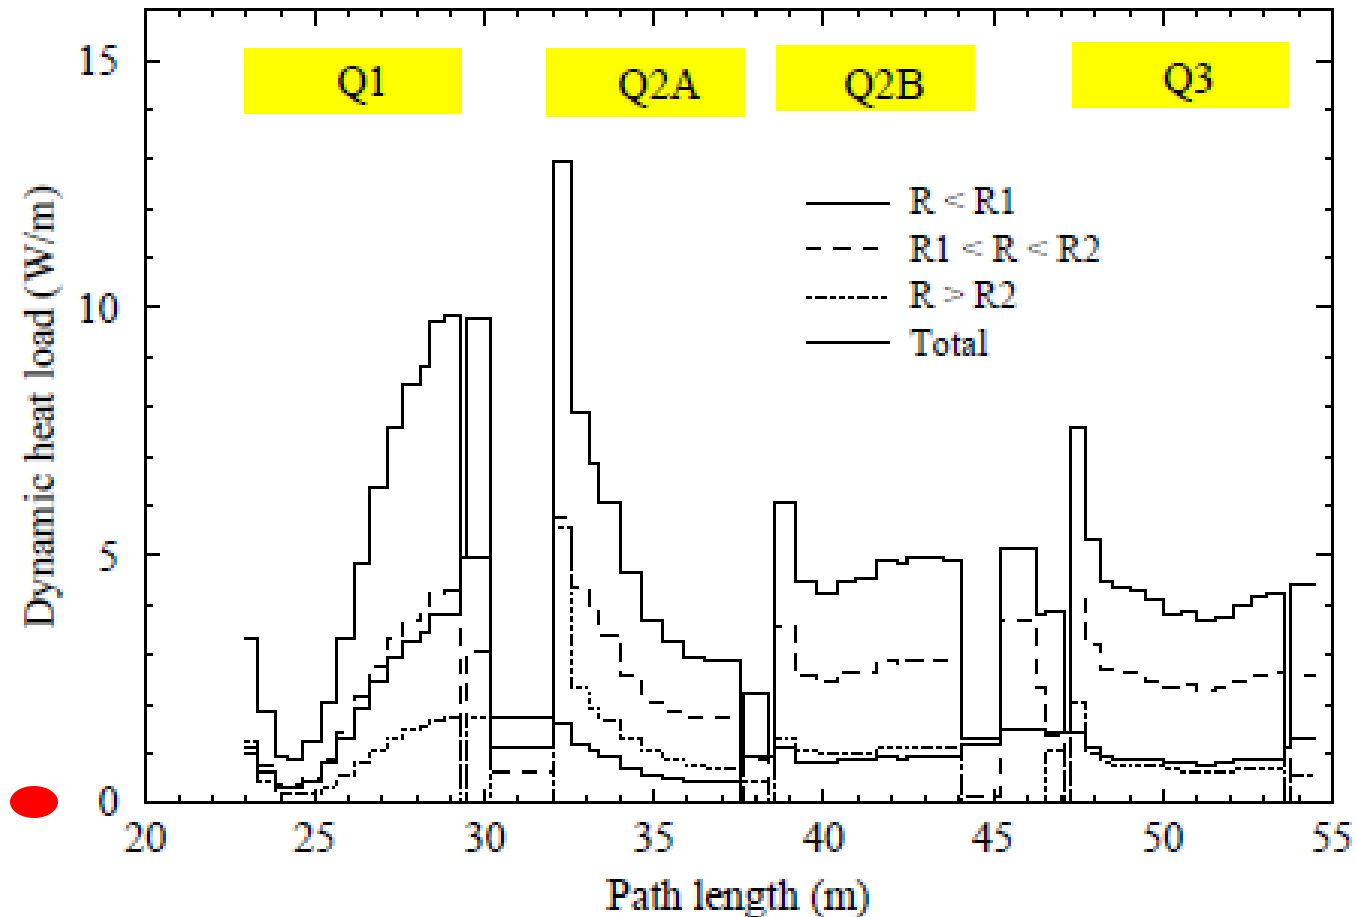 15
Q1
Q2A
Q2B
Q3
R < R1
R1 < R < R2
R > R2
Total
10
5
0
Dynamic heat load (W/m)
20
25
30
35
40
45
50
55
Path length (m)